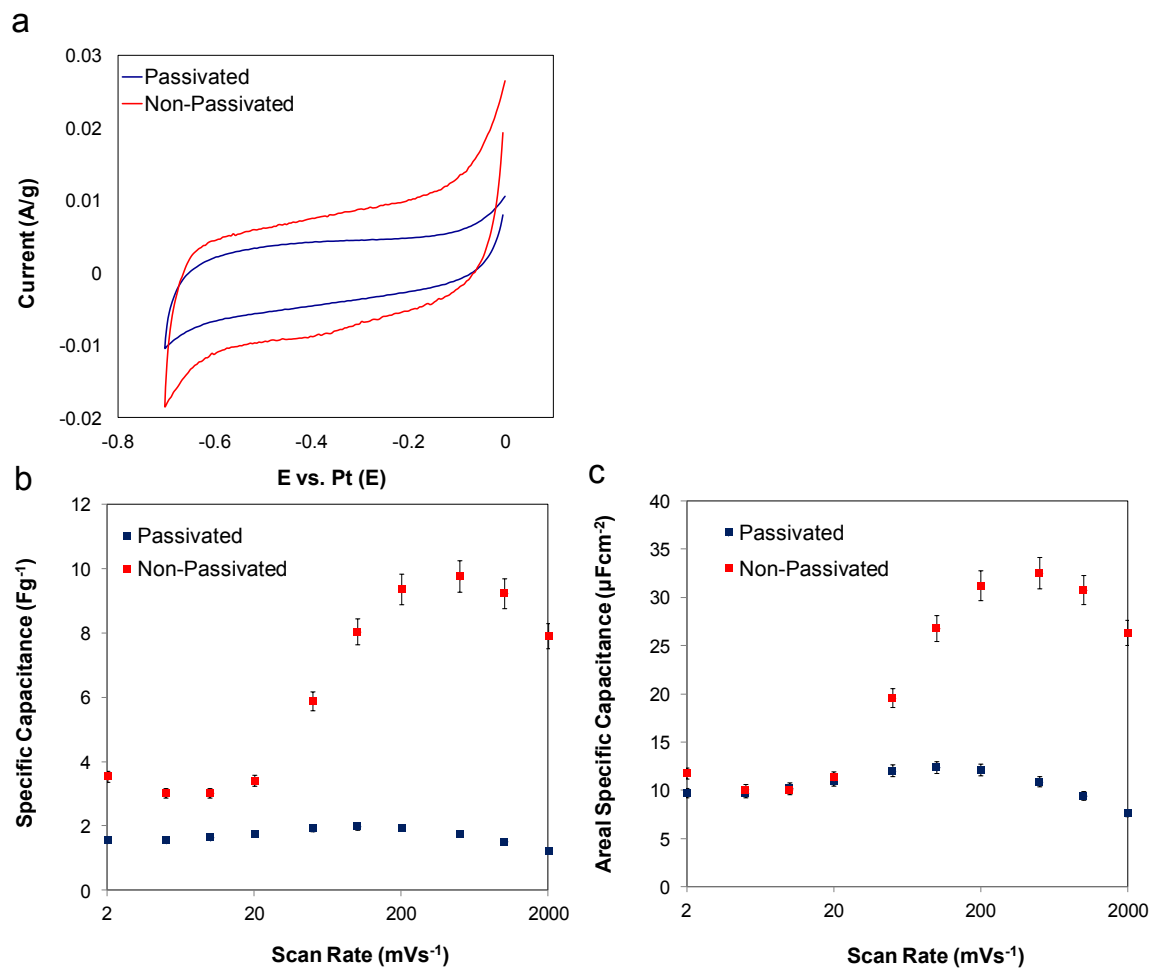 a
0.03
0.02
0.01
0
-0.01
-0.02
Current (A/g)
Passivated
Non-Passivated
-0.8
-0.6
-0.4
-0.2
0
E vs. Pt (E)
b
12
10
8
6
4
2
0
Specific Capacitance (Fg⁻¹)
Passivated
Non-Passivated
2
20
200
2000
Scan Rate (mVs⁻¹)
c
40
35
30
25
20
15
10
5
0
Areal Specific Capacitance (µFcm⁻²)
Passivated
Non-Passivated
2
20
200
2000
Scan Rate (mVs⁻¹)